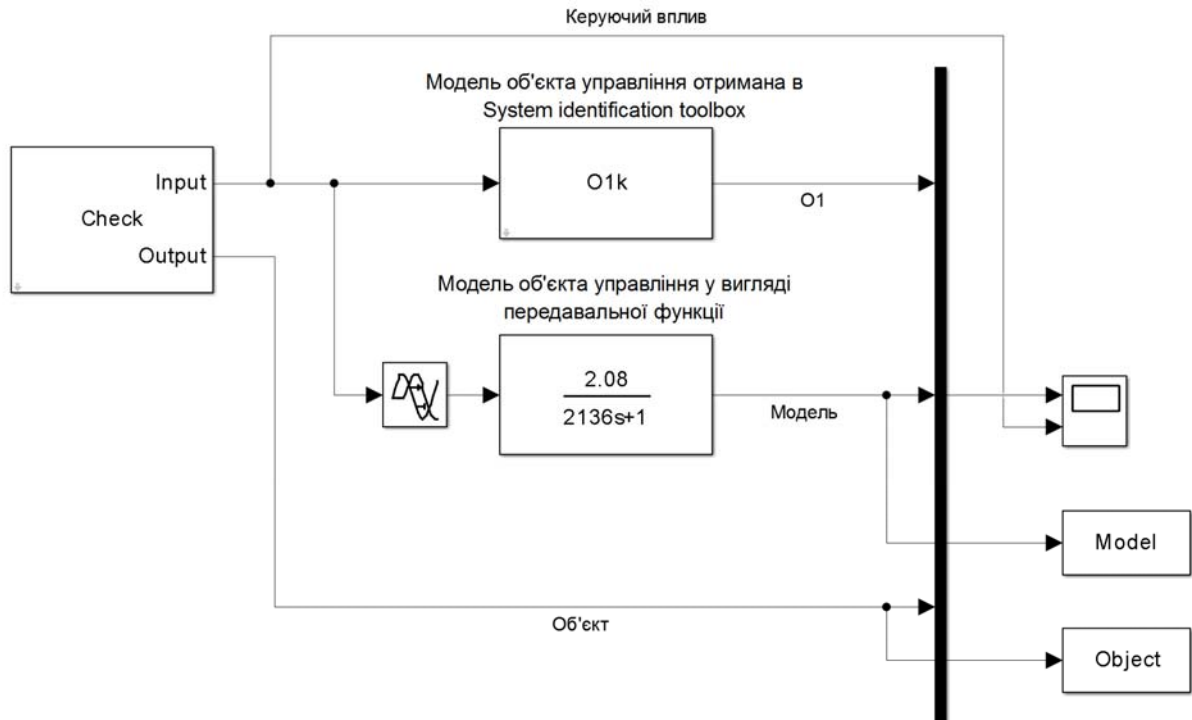 Керуючий вплив
Модель об'єкта управління отримана в
System identification toolbox
Input
Check
Output
O1k
O1
Модель об'єкта управління у вигляді
передавальної функції
2.08
2136s+1
Модель
Model
Об'єкт
Object